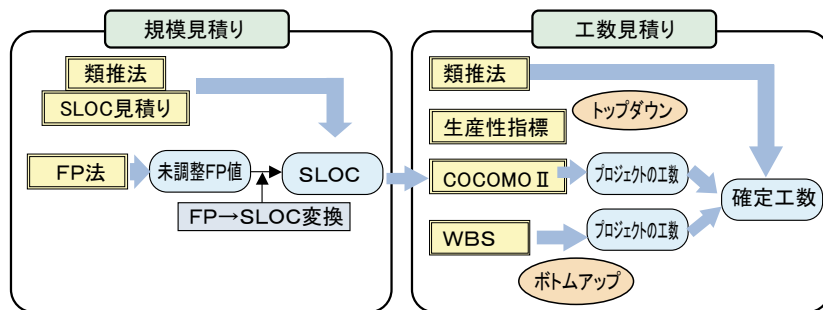 規模見積り
類推法
SLOC見積り
FP法
未調整FP値
SLOC
FP→SLOC変換
工数見積り
類推法
トップダウン
生産性指標
COCOMOⅡ
プロジェクトの工数
確定工数
WBS
プロジェクトの工数
ボトムアップ